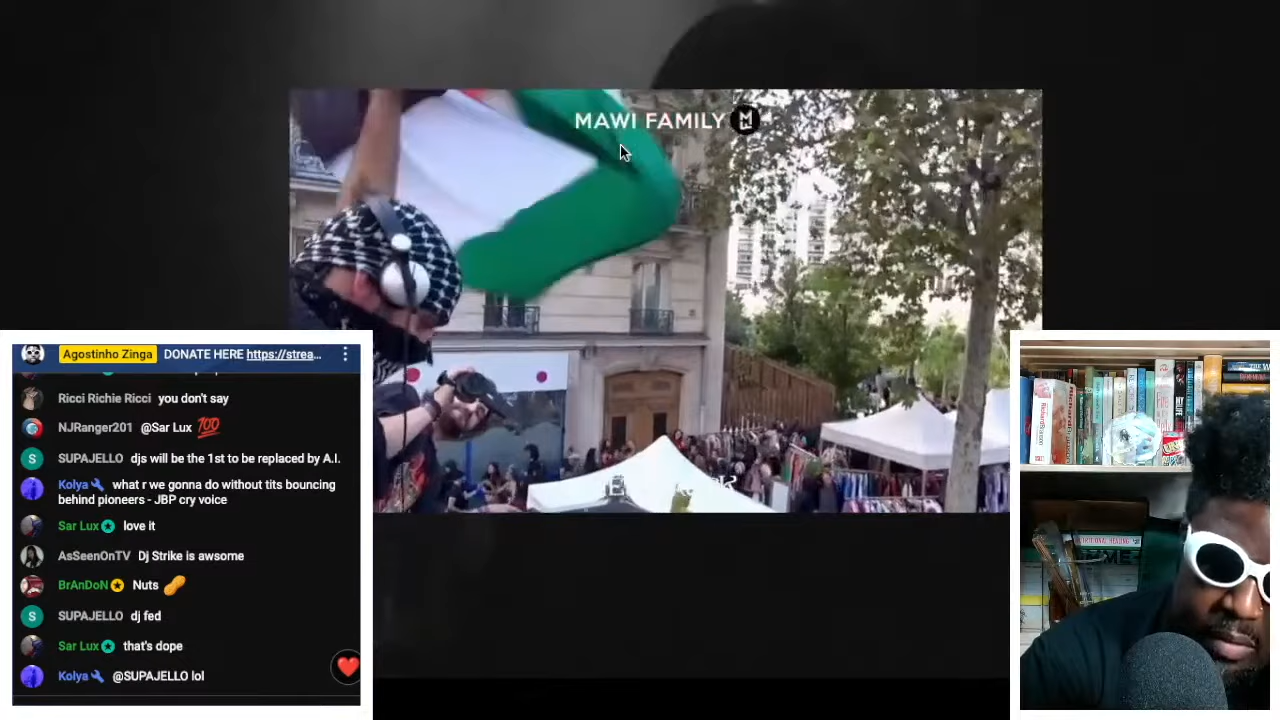 MAWI FAMILY
Agostinho Zinga DONATE HERE https://strea...
Ricci Richie Ricci you don't say
NJRanger201 @Sar Lux 100
SUPAJELLO djs will be the 1st to be replaced by A.I.
Kolya what r we gonna do without tits bouncing
behind pioneers - JBP cry voice
Sar Lux love it
AsSeenOnTV Dj Strike is awsome
BrAnDoN Nuts
SUPAJELLO dj fed
Sar Lux that's dope
Kolya @SUPAJELLO lol
UNO